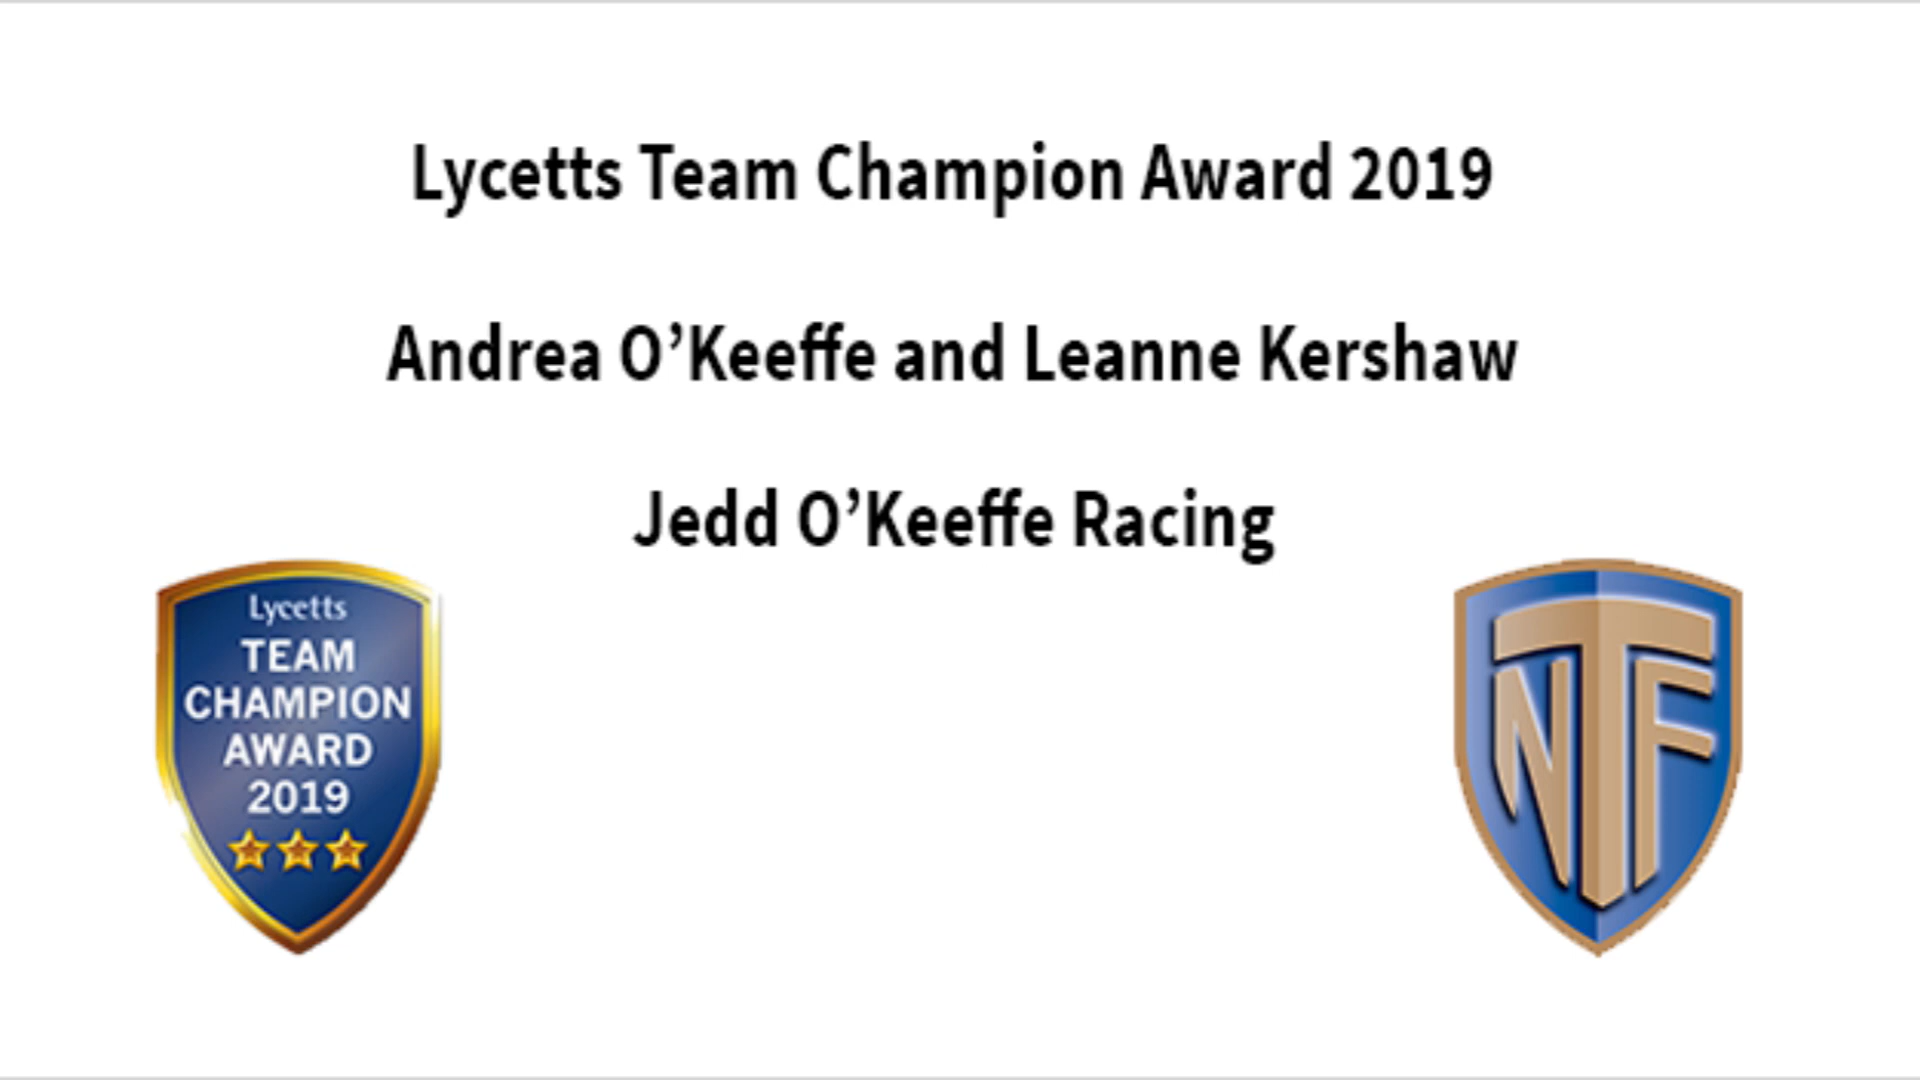 Lycetts Team Champion Award 2019
Andrea O’Keeffe and Leanne Kershaw
Jedd O’Keeffe Racing
Lycetts
TEAM
CHAMPION
AWARD
2019
NTF